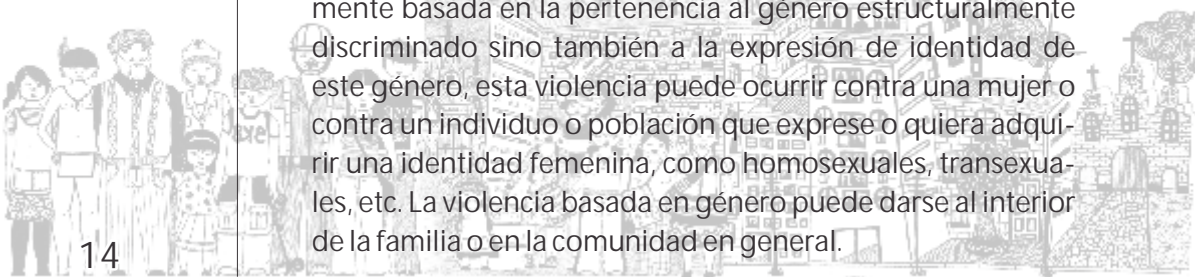 mente basada en la pertenencia al género estructuralmente
discriminado sino también a la expresión de identidad de
este género, esta violencia puede ocurrir contra una mujer o
contra un individuo o población que exprese o quiera adqui-
rir una identidad femenina, como homosexuales, transexua-
les, etc. La violencia basada en género puede darse al interior
de la familia o en la comunidad en general.
14